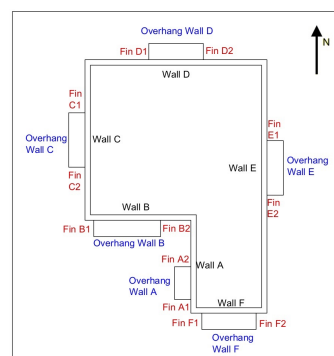 Overhang Wall D
N
Fin D1
Fin D2
Wall D
Fin
C1
Overhang
Wall C
Wall C
Fin
C2
Fin
E1
Overhang
Wall E
Wall E
Fin
E2
Wall B
Fin B1
Fin B2
Overhang Wall B
Fin A2
Wall A
Overhang
Wall A
Fin A1
Wall F
Fin F1
Fin F2
Overhang
Wall F